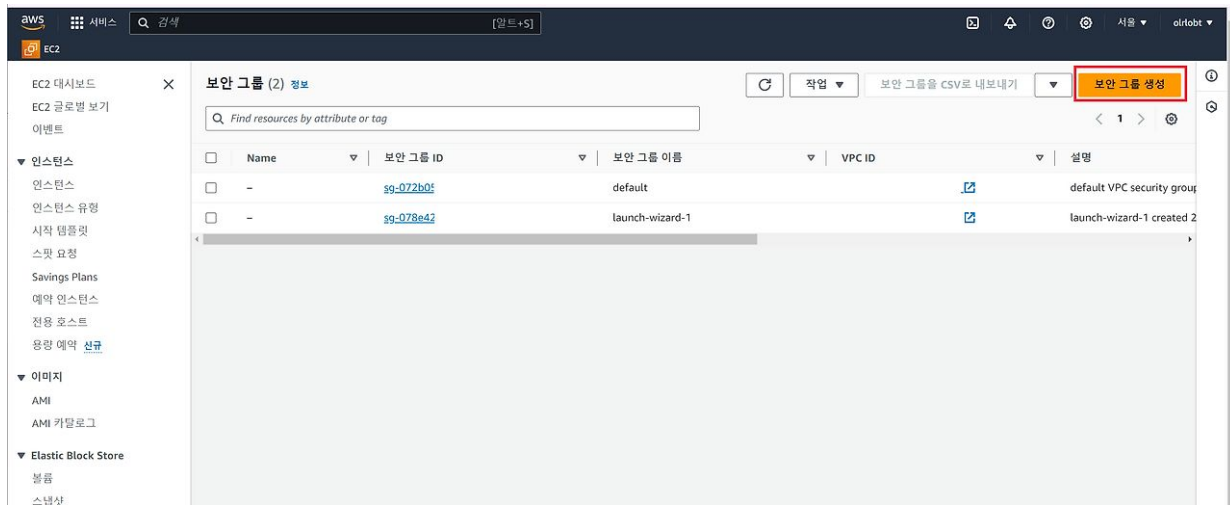 aws 서비스 검색 [알트+S] 서울 ▼ olrlobt ▼
EC2
EC2 대시보드
EC2 글로벌 보기
이벤트
▼ 인스턴스
인스턴스
인스턴스 유형
시작 템플릿
스팟 요청
Savings Plans
예약 인스턴스
전용 호스트
용량 예약 신규
▼ 이미지
AMI
AMI 카탈로그
▼ Elastic Block Store
볼륨
스냅샷
보안 그룹 (2) 정보
작업 ▼ 보안 그룹을 CSV로 내보내기 ▼ 보안 그룹 생성
Find resources by attribute or tag
< 1 >
Name 보안 그룹 ID 보안 그룹 이름 VPC ID 설명
– sg-072b05 default default VPC security group
– sg-078e42 launch-wizard-1 launch-wizard-1 created 2